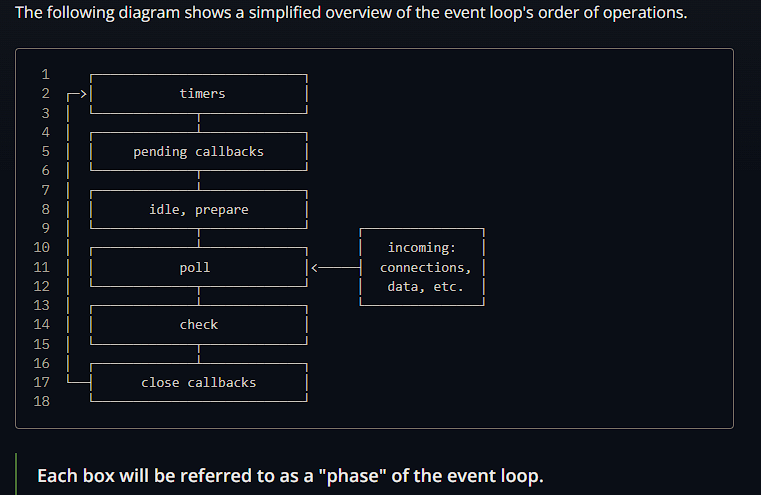 The following diagram shows a simplified overview of the event loop's order of operations.
1
2 timers
3
4
5 pending callbacks
6
7
8 idle, prepare
9
10 incoming:
11 poll connections,
12 data, etc.
13
14 check
15
16
17 close callbacks
18
Each box will be referred to as a "phase" of the event loop.